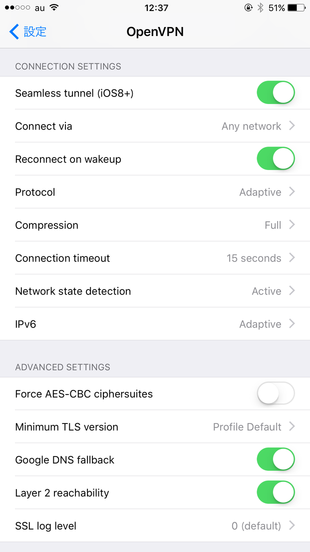 au 12:37 51%
設定 OpenVPN
CONNECTION SETTINGS
Seamless tunnel (iOS8+)
Connect via Any network
Reconnect on wakeup
Protocol Adaptive
Compression Full
Connection timeout 15 seconds
Network state detection Active
IPv6 Adaptive
ADVANCED SETTINGS
Force AES-CBC ciphersuites
Minimum TLS version Profile Default
Google DNS fallback
Layer 2 reachability
SSL log level 0 (default)